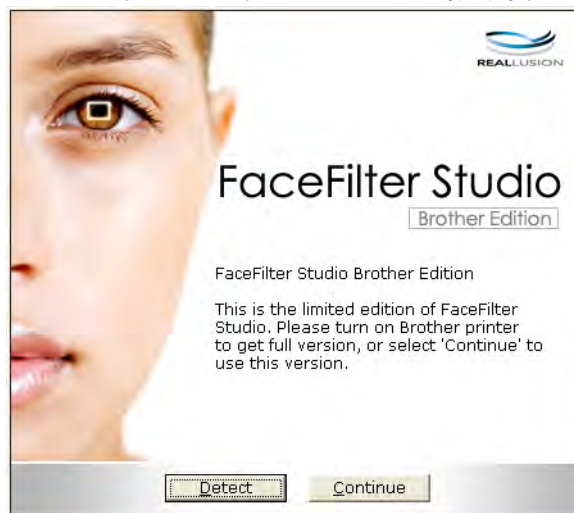 REALLUSION
FaceFilter Studio
Brother Edition
FaceFilter Studio Brother Edition
This is the limited edition of FaceFilter
Studio. Please turn on Brother printer
to get full version, or select 'Continue' to
use this version.
Detect
Continue